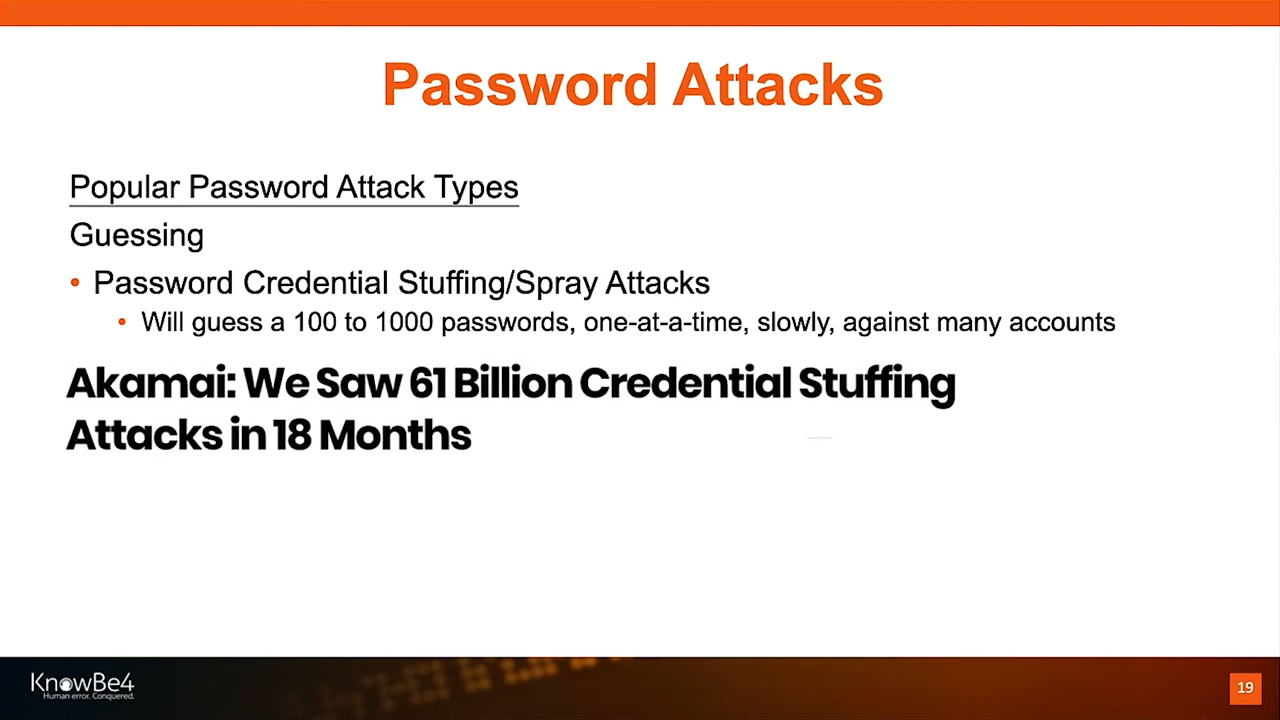 Password Attacks
Popular Password Attack Types
Guessing
• Password Credential Stuffing/Spray Attacks
• Will guess a 100 to 1000 passwords, one-at-a-time, slowly, against many accounts
Akamai: We Saw 61 Billion Credential Stuffing
Attacks in 18 Months
KnowBe4
Human error. Conquered.
19